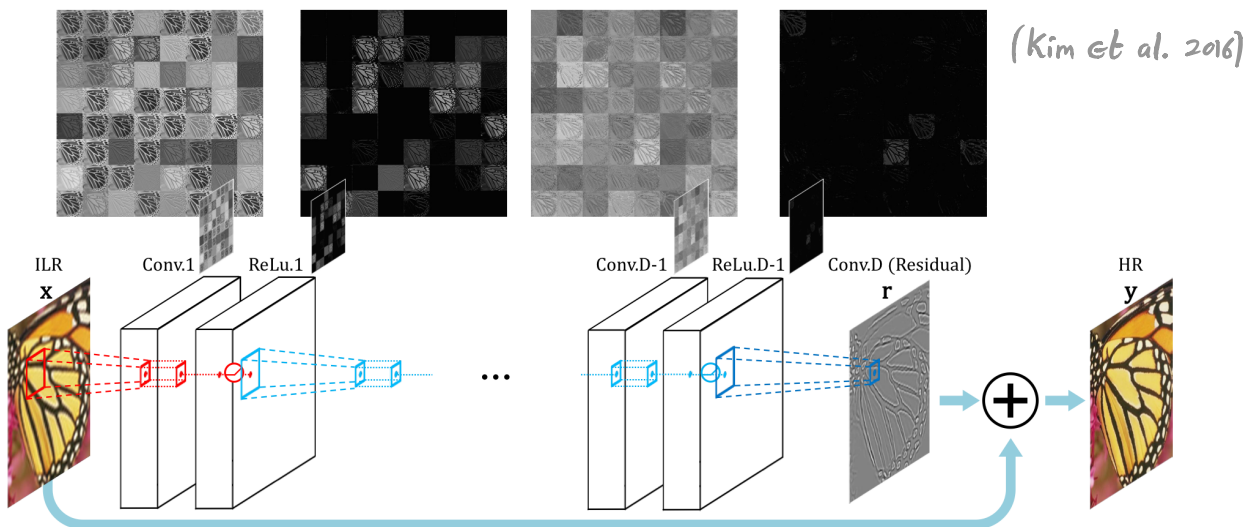 (Kim et al. 2016)
ILR
x
Conv.1
ReLu.1
...
Conv.D-1
ReLu.D-1
Conv.D (Residual)
r
HR
y